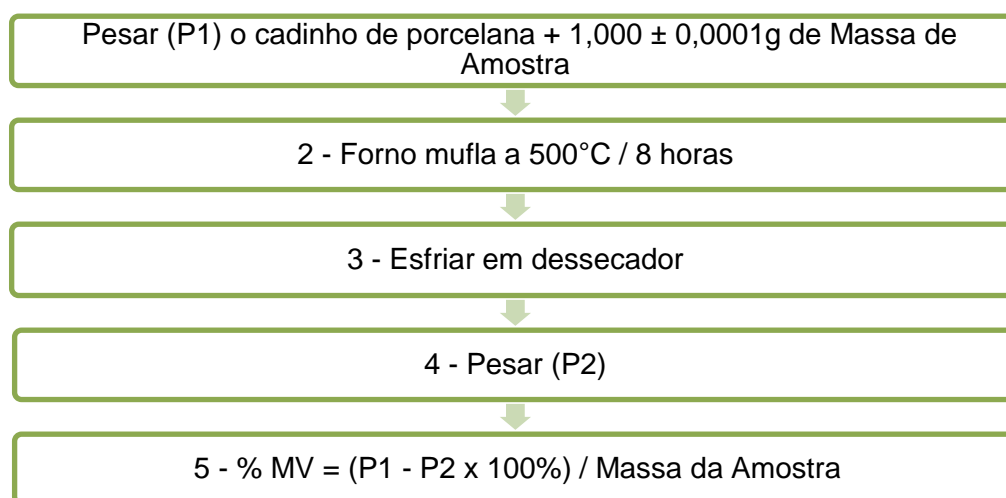 Pesar (P1) o cadinho de porcelana + 1,000 ± 0,0001g de Massa de
Amostra
2 - Forno mufla a 500°C / 8 horas
3 - Esfriar em dessecador
4 - Pesar (P2)
5 - % MV = (P1 - P2 x 100%) / Massa da Amostra